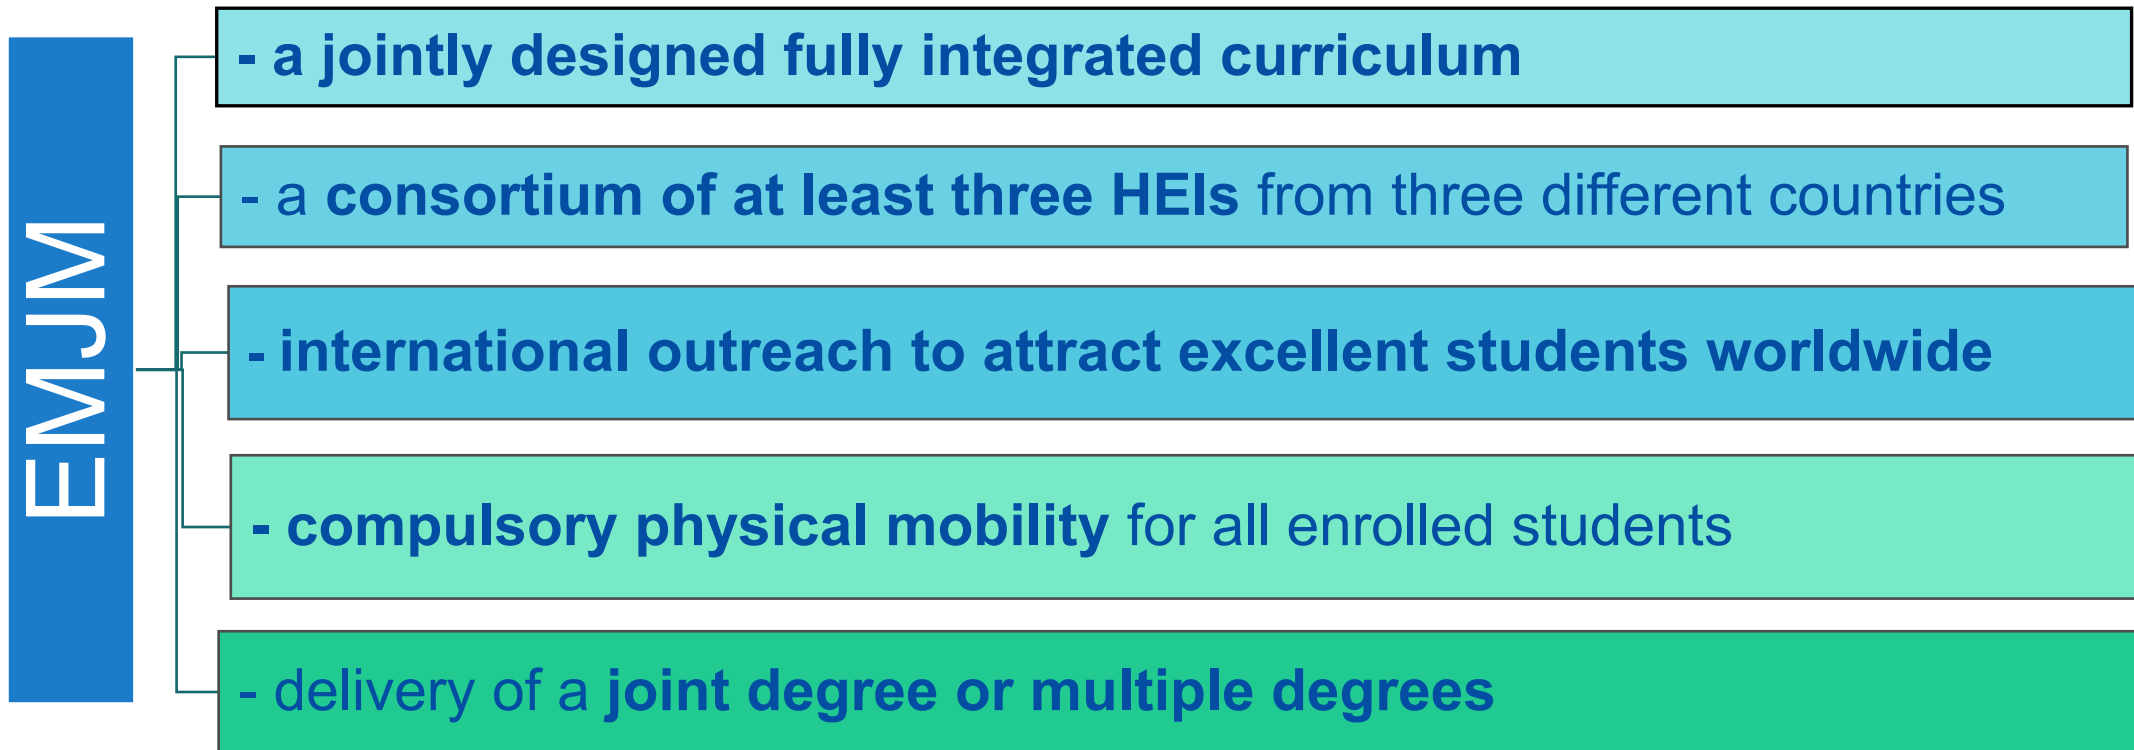 EMJM
- a jointly designed fully integrated curriculum
- a consortium of at least three HEIs from three different countries
- international outreach to attract excellent students worldwide
- compulsory physical mobility for all enrolled students
- delivery of a joint degree or multiple degrees